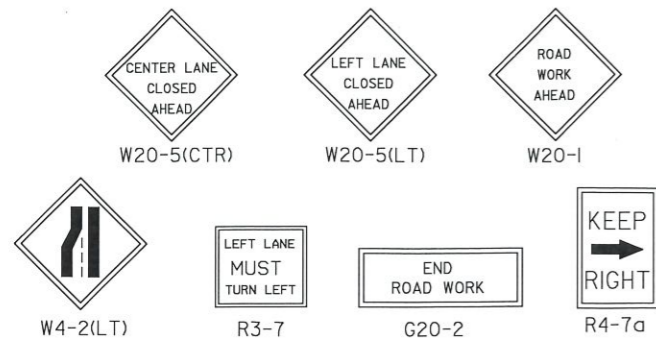 CENTER LANE
CLOSED
AHEAD
W20-5(CTR)
LEFT LANE
CLOSED
AHEAD
W20-5(LT)
ROAD
WORK
AHEAD
W20-1
W4-2(LT)
LEFT LANE
MUST
TURN LEFT
R3-7
END
ROAD WORK
G20-2
KEEP
RIGHT
R4-7a